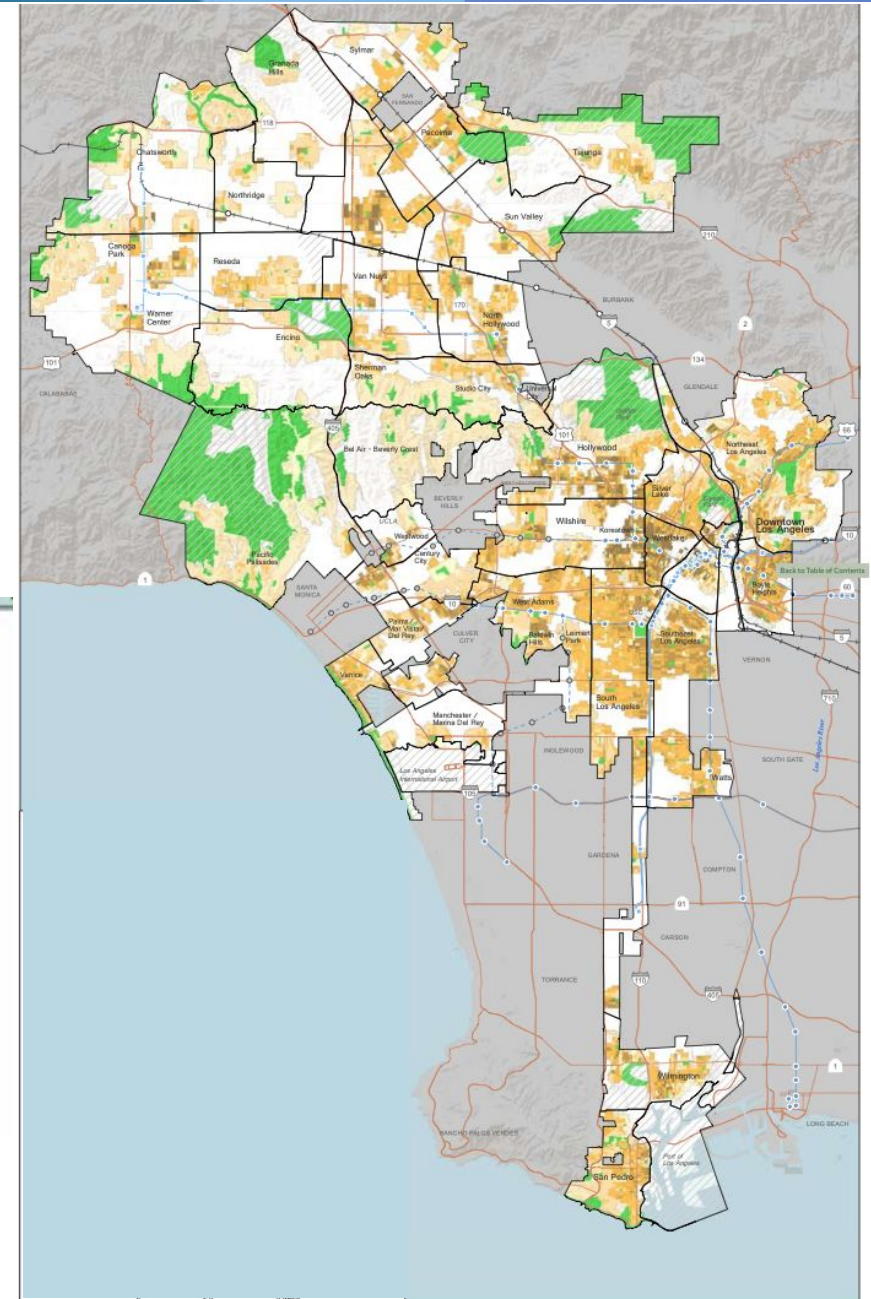 Sylmar
Granada
Hills
SAN
FERNANDO
118
Pacoima
Chatsworth
Tujunga
Northridge
Sun Valley
210
Canoga
Park
Reseda
Van Nuys
BURBANK
170
5
Warner
Center
North
Hollywood
2
Encino
101
134
Sherman
Oaks
GLENDALE
CALABASAS
Studio City
Universal
City
405
101
66
Hollywood
Northeast
Los Angeles
Bel Air - Beverly Crest
Silver
Lake
BEVERLY
HILLS
UCLA
Wilshire
Koreatown
Downtown
Los Angeles
Westwood
Westlake
10
Century
City
Pacific
Palisades
Back to Table of Contents
1
SANTA
MONICA
Boyle
Heights
60
10
West Adams
USC
Palms /
Mar Vista /
Del Rey
CULVER
CITY
Baldwin
Hills
Leimert
Park
Southeast
Los Angeles
5
VERNON
Venice
South
Los Angeles
710
Manchester /
Marina Del Rey
Los Angeles River
INGLEWOOD
SOUTH GATE
Los Angeles
International Airport
Watts
105
GARDENA
COMPTON
91
CARSON
TORRANCE
110
405
1
Wilmington
LONG BEACH
RANCHO PALOS VERDES
Port of
Los Angeles
San Pedro